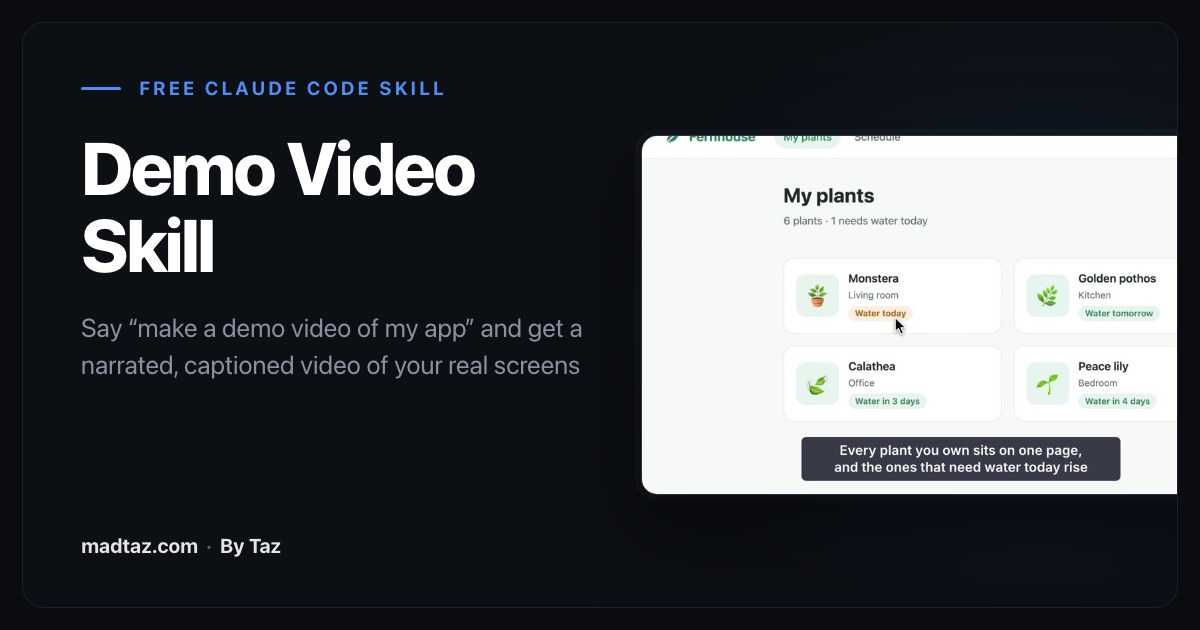 FREE CLAUDE CODE SKILL
Demo Video
Skill
Say “make a demo video of my app” and get a
narrated, captioned video of your real screens
madtaz.com · By Taz
Fernhouse
My plants
Schedule
My plants
6 plants · 1 needs water today
Monstera
Living room
Water today
Golden pothos
Kitchen
Water tomorrow
Calathea
Office
Water in 3 days
Peace lily
Bedroom
Water in 4 days
Every plant you own sits on one page,
and the ones that need water today rise